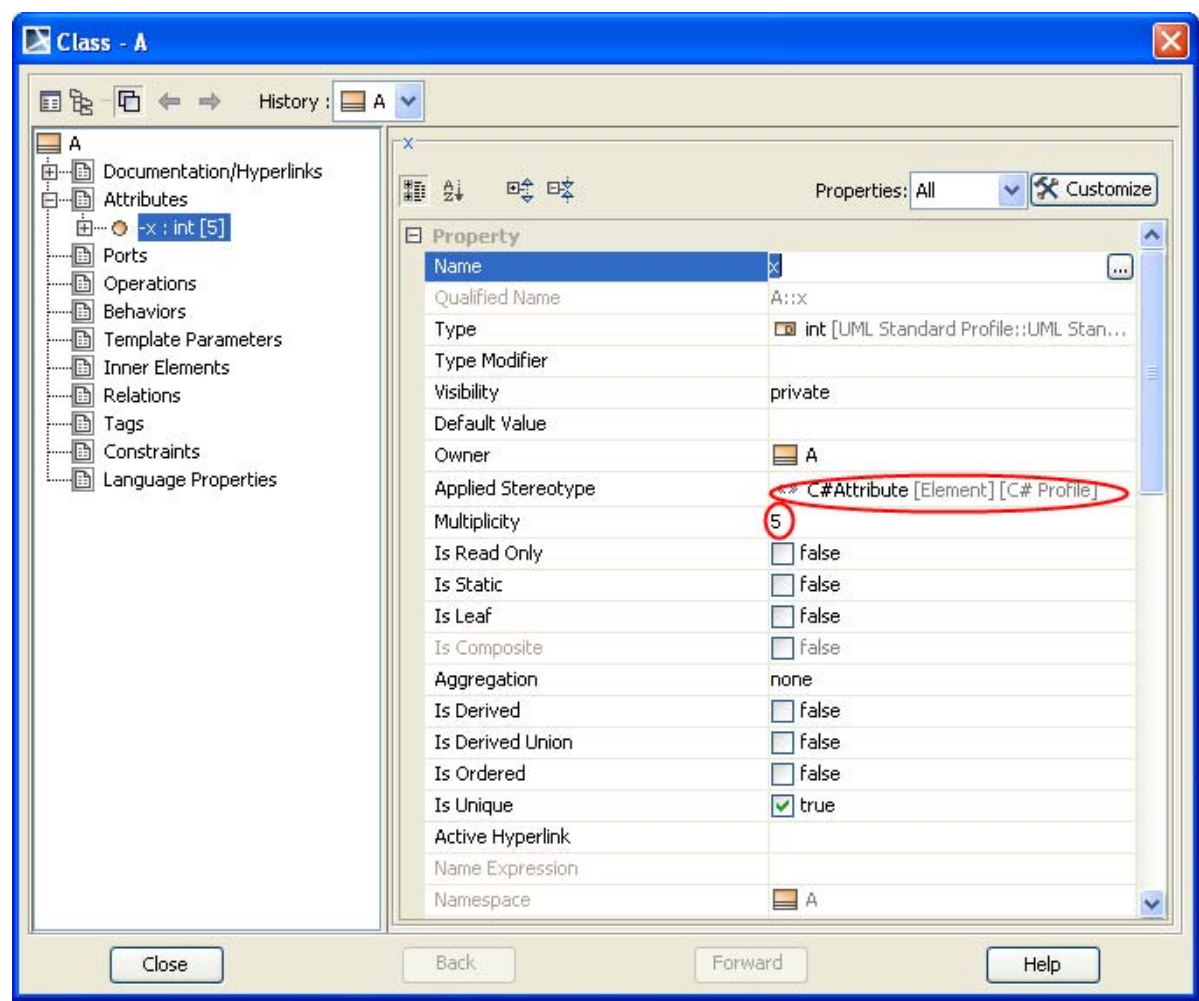 Class - A
History : A
A
Documentation/Hyperlinks
Attributes
-x : int [5]
Ports
Operations
Behaviors
Template Parameters
Inner Elements
Relations
Tags
Constraints
Language Properties
x
Properties: All Customize
Property
Name x ...
Qualified Name A::x
Type int [UML Standard Profile::UML Stan...
Type Modifier
Visibility private
Default Value
Owner A
Applied Stereotype «» C#Attribute [Element] [C# Profile]
Multiplicity 5
Is Read Only false
Is Static false
Is Leaf false
Is Composite false
Aggregation none
Is Derived false
Is Derived Union false
Is Ordered false
Is Unique true
Active Hyperlink
Name Expression
Namespace A
Close Back Forward Help